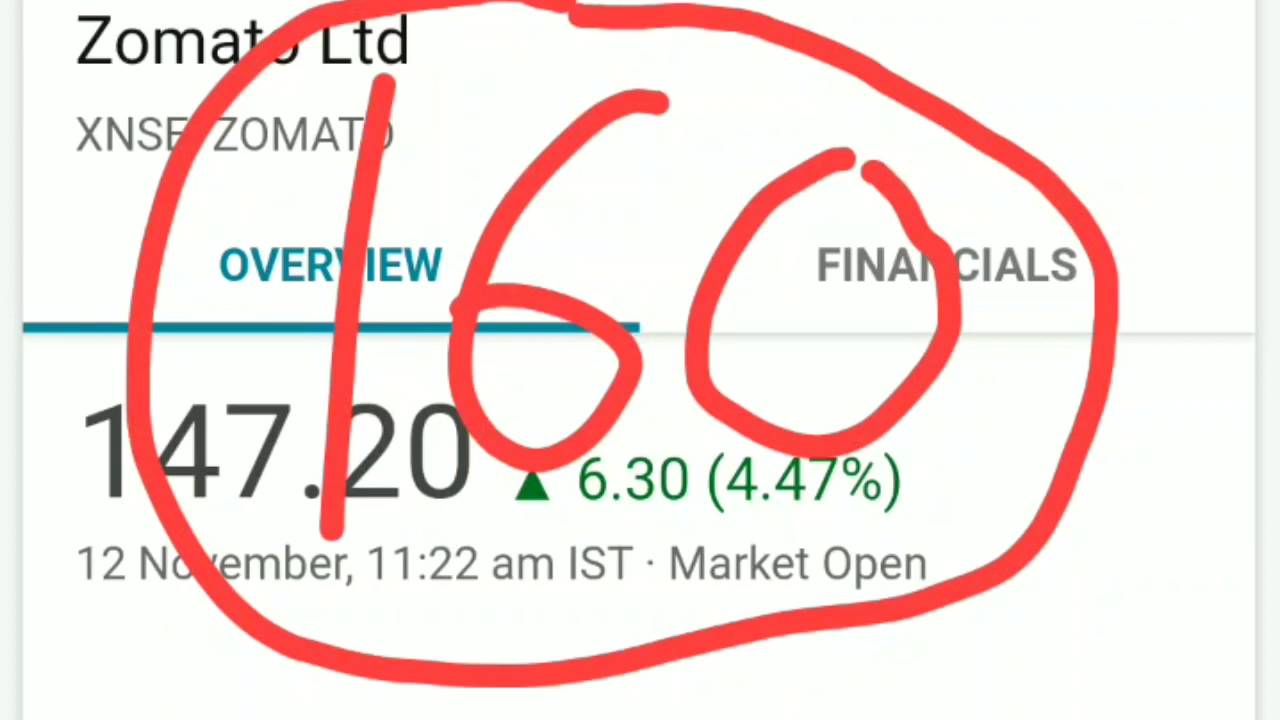 Zomato Ltd
XNSE: ZOMATO
OVERVIEW FINANCIALS
160
147.20 ▲ 6.30 (4.47%)
12 November, 11:22 am IST · Market Open